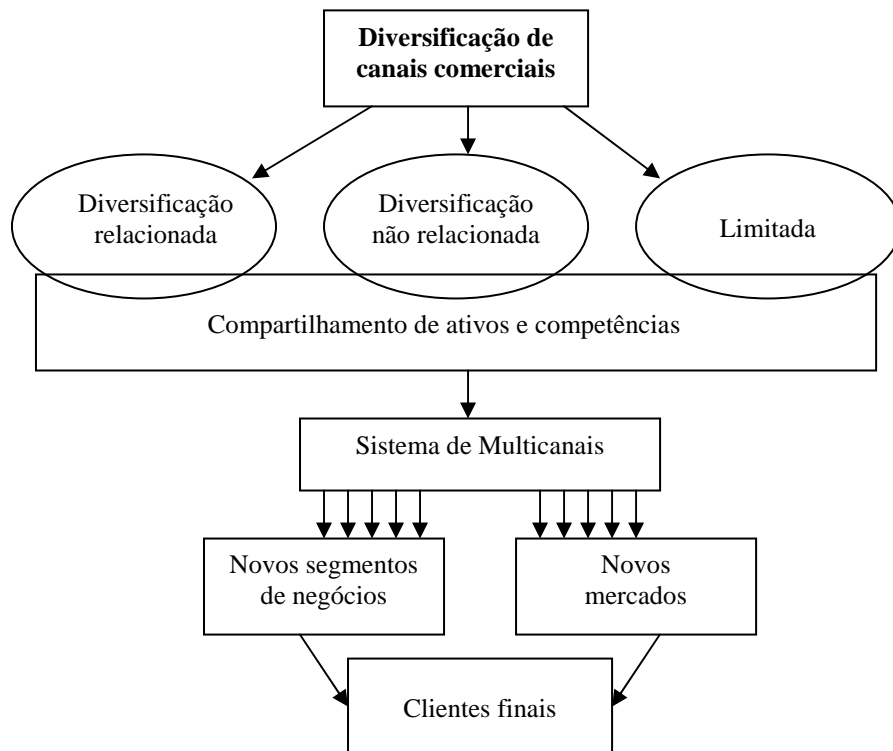 Diversificação de
canais comerciais
Diversificação
relacionada
Diversificação
não relacionada
Limitada
Compartilhamento de ativos e competências
Sistema de Multicanais
Novos segmentos
de negócios
Novos
mercados
Clientes finais